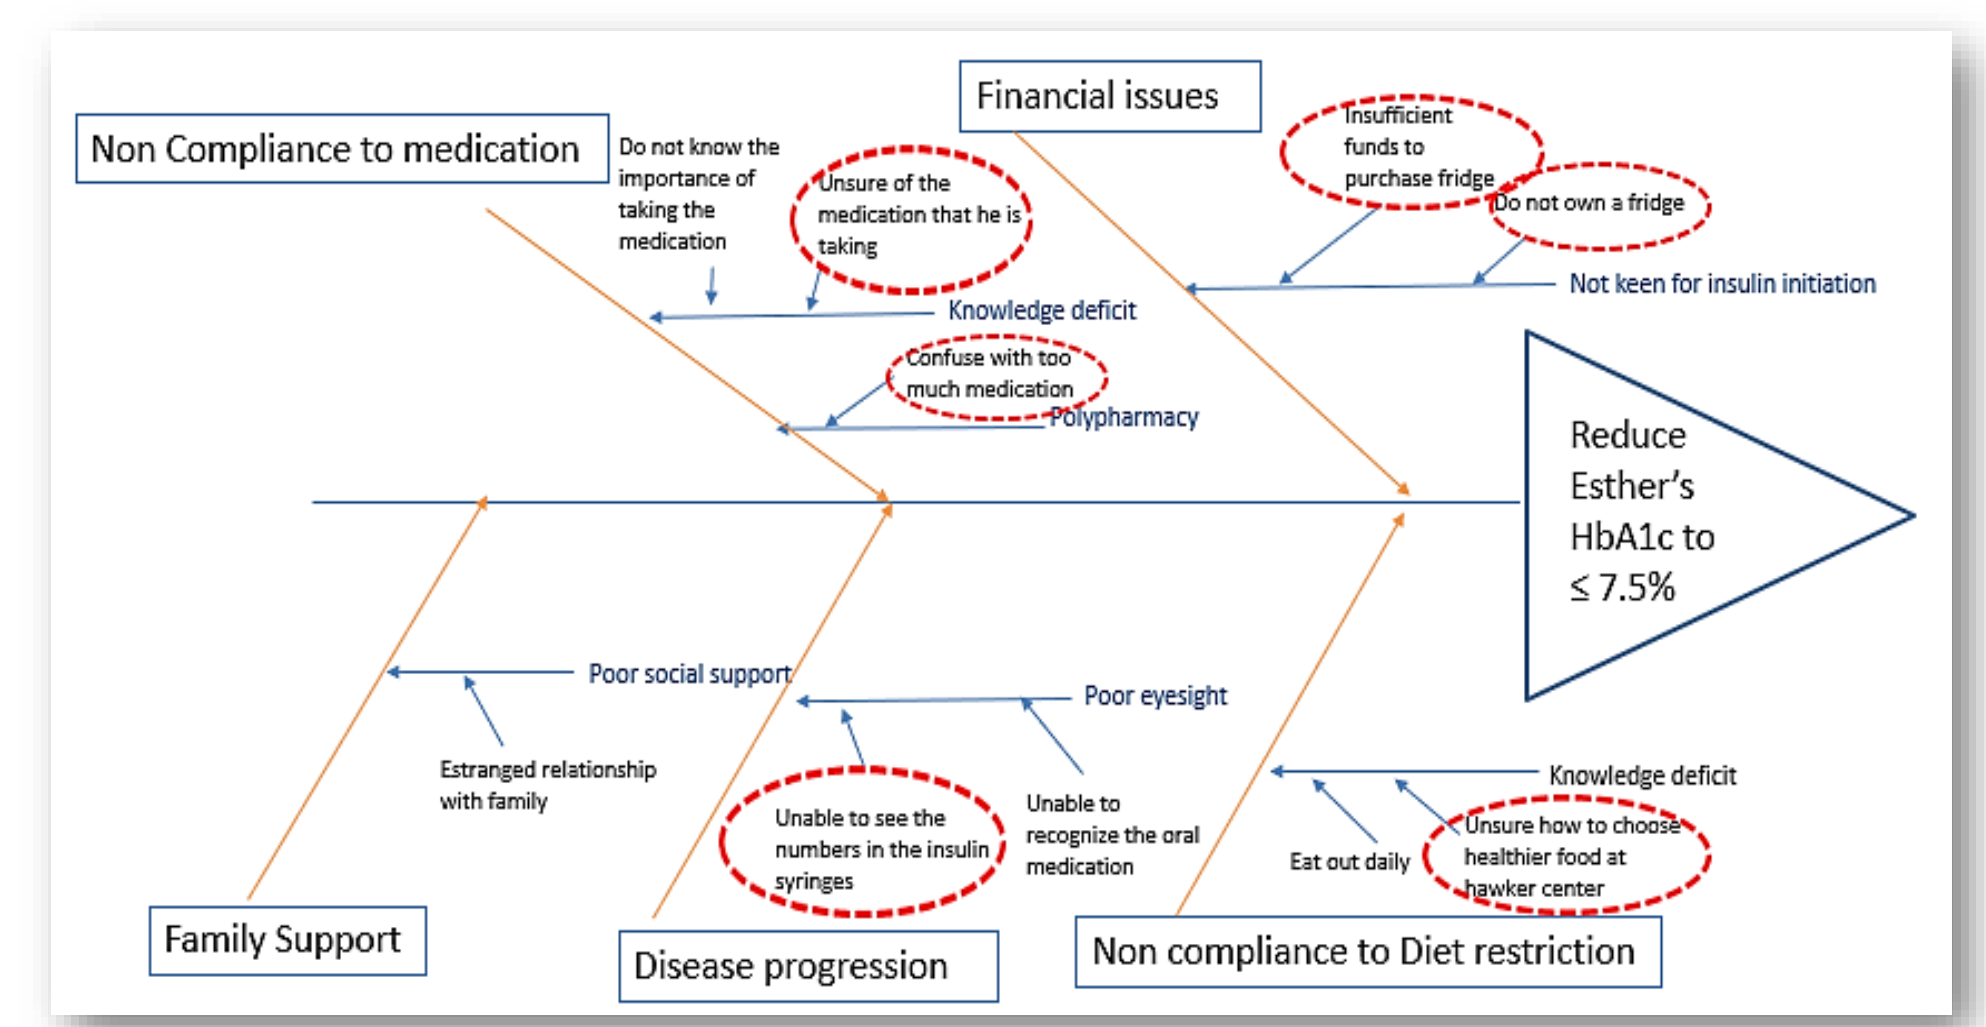 Financial issues
Non Compliance to medication
Do not know the
importance of
taking the
medication
Unsure of the
medication that he is
taking
Insufficient
funds to
purchase fridge
Do not own a fridge
Not keen for insulin initiation
Knowledge deficit
Confuse with too
much medication
Polypharmacy
Reduce
Esther’s
HbA1c to
≤ 7.5%
Poor social support
Estranged relationship
with family
Poor eyesight
Unable to see the
numbers in the insulin
syringes
Unable to
recognize the oral
medication
Knowledge deficit
Eat out daily
Unsure how to choose
healthier food at
hawker center
Family Support
Disease progression
Non compliance to Diet restriction